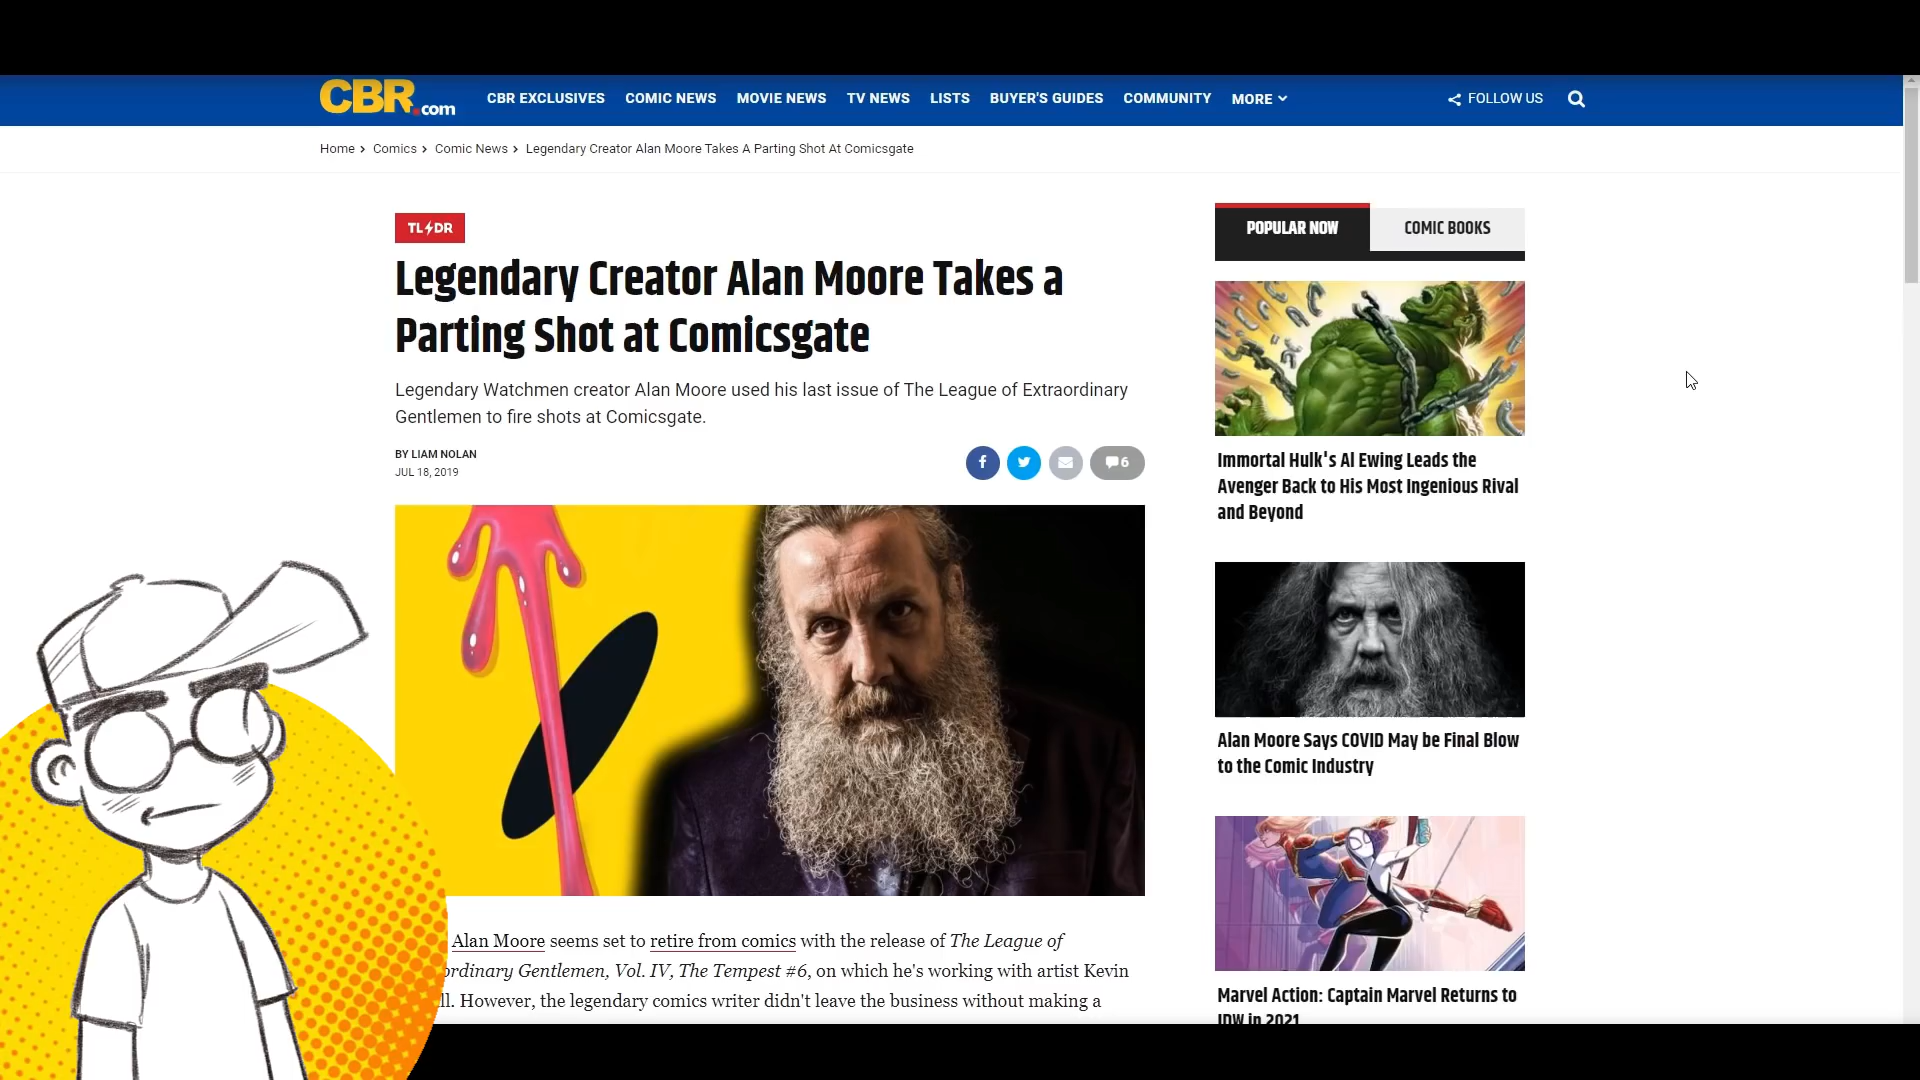 CBR.com
CBR EXCLUSIVES
COMIC NEWS
MOVIE NEWS
TV NEWS
LISTS
BUYER'S GUIDES
COMMUNITY
MORE
FOLLOW US
Home > Comics > Comic News > Legendary Creator Alan Moore Takes A Parting Shot At Comicsgate
TL DR
Legendary Creator Alan Moore Takes a
Parting Shot at Comicsgate
Legendary Watchmen creator Alan Moore used his last issue of The League of Extraordinary
Gentlemen to fire shots at Comicsgate.
BY LIAM NOLAN
JUL 18, 2019
6
Alan Moore seems set to retire from comics with the release of The League of
ordinary Gentlemen, Vol. IV, The Tempest #6, on which he's working with artist Kevin
ll. However, the legendary comics writer didn't leave the business without making a
POPULAR NOW
COMIC BOOKS
Immortal Hulk's Al Ewing Leads the
Avenger Back to His Most Ingenious Rival
and Beyond
Alan Moore Says COVID May be Final Blow
to the Comic Industry
Marvel Action: Captain Marvel Returns to
IDW in 2021